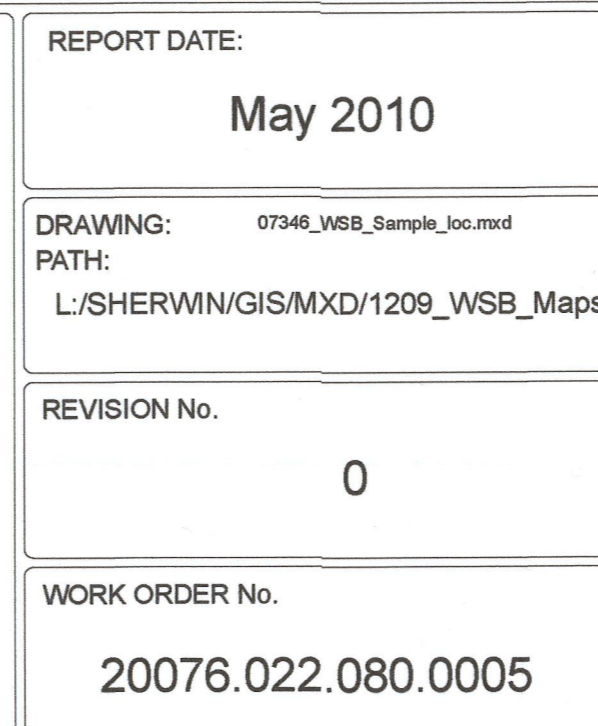 REPORT DATE:
May 2010
DRAWING: 07346_WSB_Sample_loc.mxd
PATH:
L:/SHERWIN/GIS/MXD/1209_WSB_Maps
REVISION No.
0
WORK ORDER No.
20076.022.080.0005